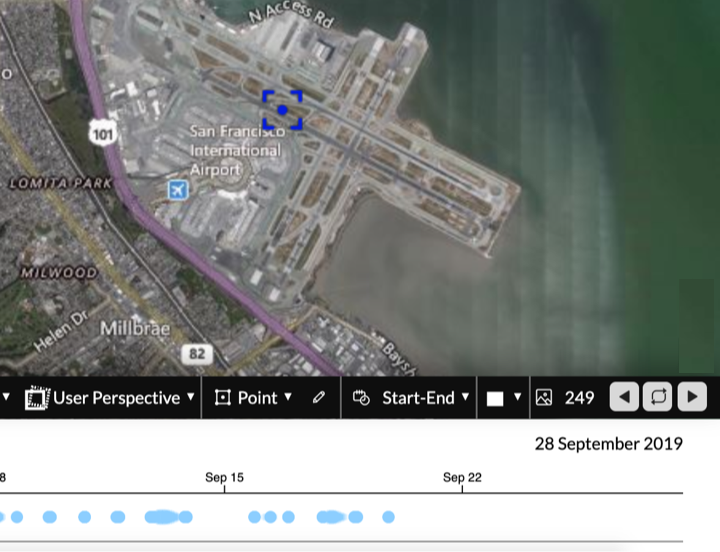 N Access Rd
O
101
San Francisco
International
Airport
LOMITA PARK
MILWOOD
Helen Dr
Millbrae
82
Baysh
User Perspective
Point
Start-End
249
28 September 2019
8
Sep 15
Sep 22